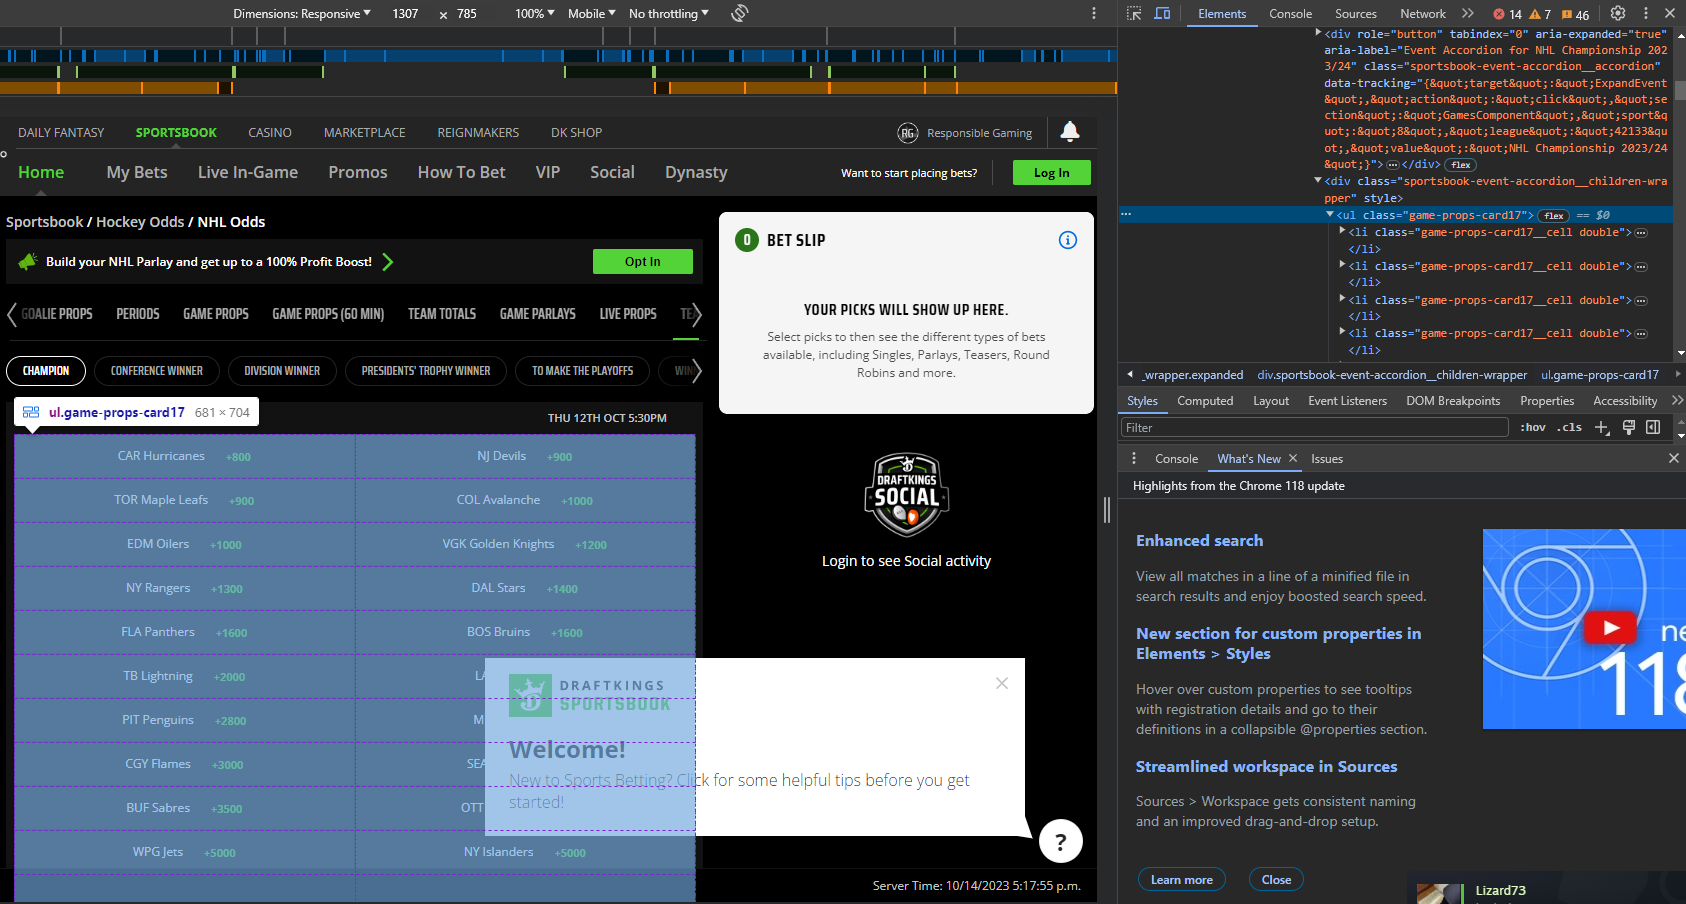 Dimensions: Responsive ▼ 1307 × 785 100% ▼ Mobile ▼ No throttling ▼
DAILY FANTASY SPORTSBOOK CASINO MARKETPLACE REIGNMAKERS DK SHOP RG Responsible Gaming
Home My Bets Live In-Game Promos How To Bet VIP Social Dynasty Want to start placing bets? Log In
Sportsbook / Hockey Odds / NHL Odds
Build your NHL Parlay and get up to a 100% Profit Boost! Opt In
GOALIE PROPS PERIODS GAME PROPS GAME PROPS (60 MIN) TEAM TOTALS GAME PARLAYS LIVE PROPS
CHAMPION CONFERENCE WINNER DIVISION WINNER PRESIDENTS' TROPHY WINNER TO MAKE THE PLAYOFFS
ul.game-props-card17 681 × 704
THU 12TH OCT 5:30PM
CAR Hurricanes +800 NJ Devils +900
TOR Maple Leafs +900 COL Avalanche +1000
EDM Oilers +1000 VGK Golden Knights +1200
NY Rangers +1300 DAL Stars +1400
FLA Panthers +1600 BOS Bruins +1600
TB Lightning +2000
PIT Penguins +2800
CGY Flames +3000 SEA
BUF Sabres +3500 OTT
WPG Jets +5000 NY Islanders +5000
DRAFTKINGS
SPORTSBOOK
Welcome!
New to Sports Betting? Click for some helpful tips before you get
started!
?
0 BET SLIP
YOUR PICKS WILL SHOW UP HERE.
Select picks to then see the different types of bets
available, including Singles, Parlays, Teasers, Round
Robins and more.
DRAFTKINGS
SOCIAL
Login to see Social activity
Server Time: 10/14/2023 5:17:55 p.m.
Elements Console Sources Network 14 7 46
<div role="button" tabindex="0" aria-expanded="true"
aria-label="Event Accordion for NHL Championship 202
3/24" class="sportsbook-event-accordion__accordion"
data-tracking="{&quot;target&quot;:&quot;ExpandEvent
&quot;,&quot;action&quot;:&quot;click&quot;,&quot;se
ction&quot;:&quot;GamesComponent&quot;,&quot;sport&q
uot;:&quot;8&quot;,&quot;league&quot;:&quot;42133&qu
ot;,&quot;value&quot;:&quot;NHL Championship 2023/24
&quot;}">…</div> flex
<div class="sportsbook-event-accordion__children-wra
pper" style>
… <ul class="game-props-card17"> flex == $0
<li class="game-props-card17__cell double">…
</li>
<li class="game-props-card17__cell double">…
</li>
<li class="game-props-card17__cell double">…
</li>
<li class="game-props-card17__cell double">…
</li>
_wrapper.expanded div.sportsbook-event-accordion__children-wrapper ul.game-props-card17
Styles Computed Layout Event Listeners DOM Breakpoints Properties Accessibility
Filter :hov .cls
Console What's New Issues
Highlights from the Chrome 118 update
Enhanced search
View all matches in a line of a minified file in
search results and enjoy boosted search speed.
New section for custom properties in
Elements > Styles
Hover over custom properties to see tooltips
with registration details and go to their
definitions in a collapsible @properties section.
Streamlined workspace in Sources
Sources > Workspace gets consistent naming
and an improved drag-and-drop setup.
Learn more Close
118
Lizard73